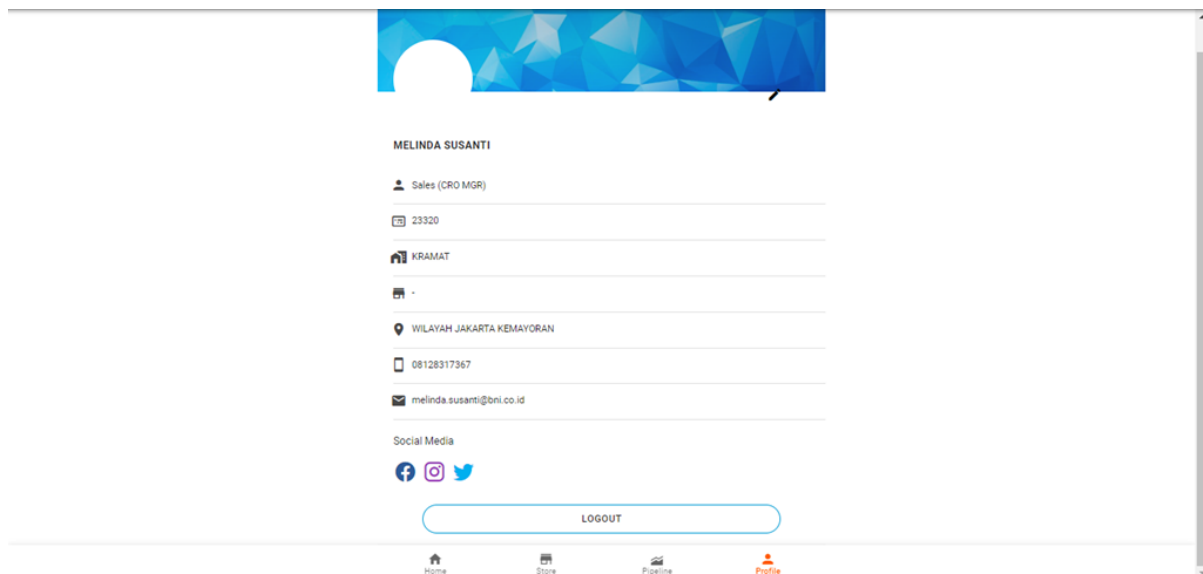 MELINDA SUSANTI
Sales (CRO MGR)
23320
KRAMAT
-
WILAYAH JAKARTA KEMAYORAN
08128317367
melinda.susanti@bni.co.id
Social Media
LOGOUT
Home Store Pipeline Profile